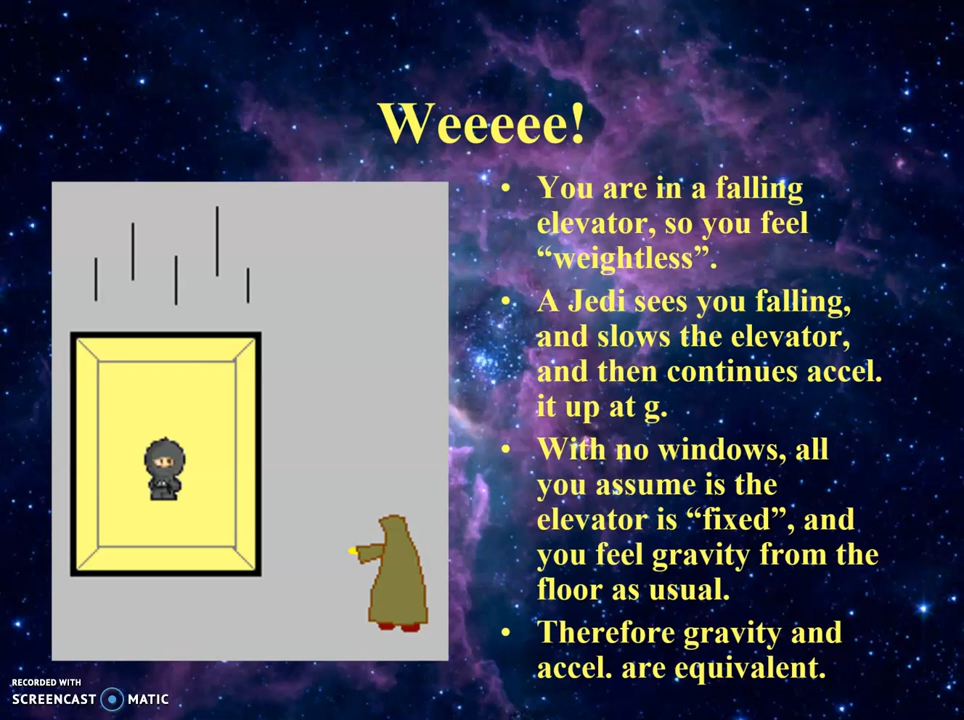 Weeeee!
• You are in a falling
elevator, so you feel
“weightless”.
• A Jedi sees you falling,
and slows the elevator,
and then continues accel.
it up at g.
• With no windows, all
you assume is the
elevator is “fixed”, and
you feel gravity from the
floor as usual.
• Therefore gravity and
accel. are equivalent.
RECORDED WITH
SCREENCAST MATIC